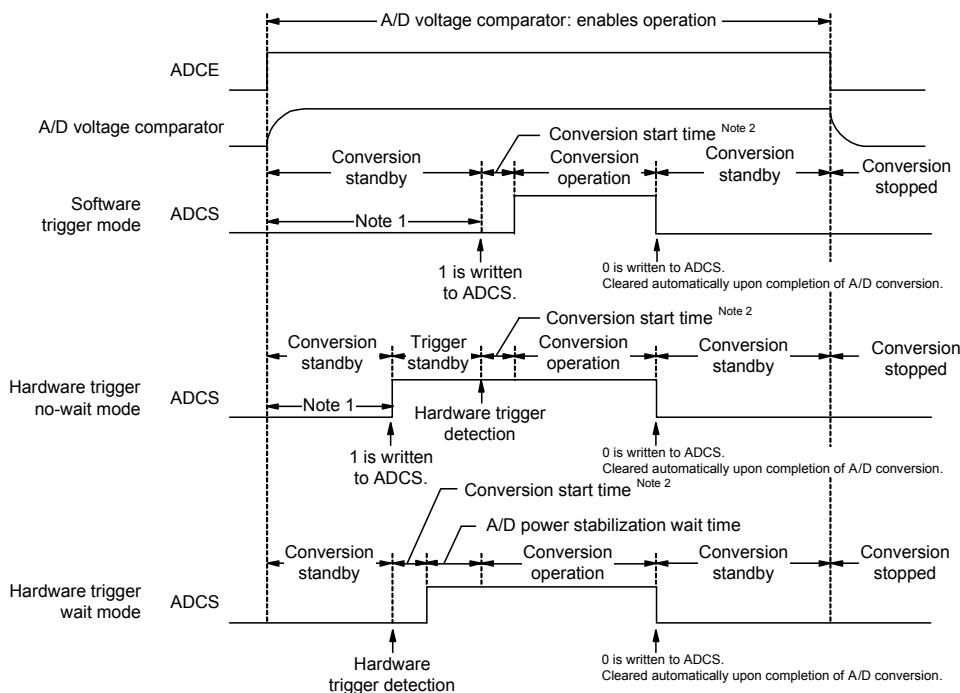 A/D voltage comparator: enables operation
ADCE
A/D voltage comparator
Conversion start time Note 2
Conversion standby
Conversion operation
Conversion standby
Conversion stopped
Software trigger mode
ADCS
Note 1
1 is written to ADCS.
0 is written to ADCS.
Cleared automatically upon completion of A/D conversion.
Conversion start time Note 2
Conversion standby
Trigger standby
Conversion operation
Conversion standby
Conversion stopped
Hardware trigger no-wait mode
ADCS
Note 1
Hardware trigger detection
1 is written to ADCS.
0 is written to ADCS.
Cleared automatically upon completion of A/D conversion.
Conversion start time Note 2
A/D power stabilization wait time
Conversion standby
Conversion operation
Conversion standby
Conversion stopped
Hardware trigger wait mode
ADCS
Hardware trigger detection
0 is written to ADCS.
Cleared automatically upon completion of A/D conversion.